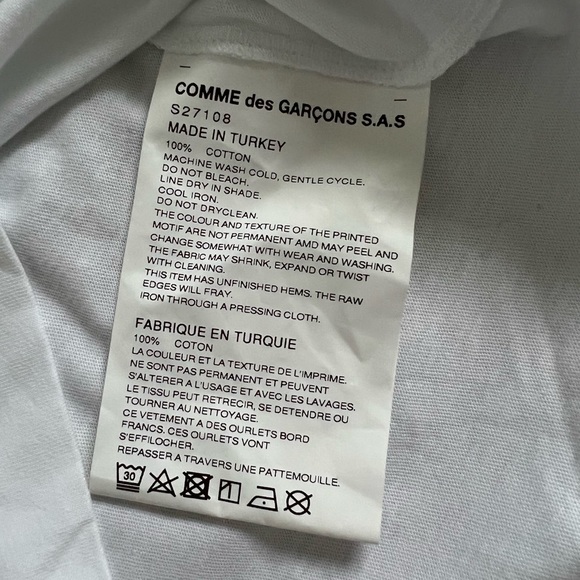 COMME des GARÇONS S.A.S
S27108
MADE IN TURKEY
100% COTTON
MACHINE WASH COLD, GENTLE CYCLE.
DO NOT BLEACH.
LINE DRY IN SHADE.
COOL IRON.
DO NOT DRYCLEAN.
THE COLOUR AND TEXTURE OF THE PRINTED
MOTIF ARE NOT PERMANENT AMD MAY PEEL AND
CHANGE SOMEWHAT WITH WEAR AND WASHING.
THE FABRIC MAY SHRINK, EXPAND OR TWIST
WITH CLEANING.
THIS ITEM HAS UNFINISHED HEMS. THE RAW
EDGES WILL FRAY.
IRON THROUGH A PRESSING CLOTH.
FABRIQUE EN TURQUIE
100% COTON
LA COULEUR ET LA TEXTURE DE L'IMPRIME.
NE SONT PAS PERMANENT ET PEUVENT
S'ALTERER A L'USAGE ET AVEC LES LAVAGES.
LE TISSU PEUT RETRECIR, SE DETENDRE OU
TOURNER AU NETTOYAGE.
CE VETEMENT A DES OURLETS BORD
FRANCS. CES OURLETS VONT
S'EFFILOCHER.
REPASSER A TRAVERS UNE PATTEMOUILLE.
30